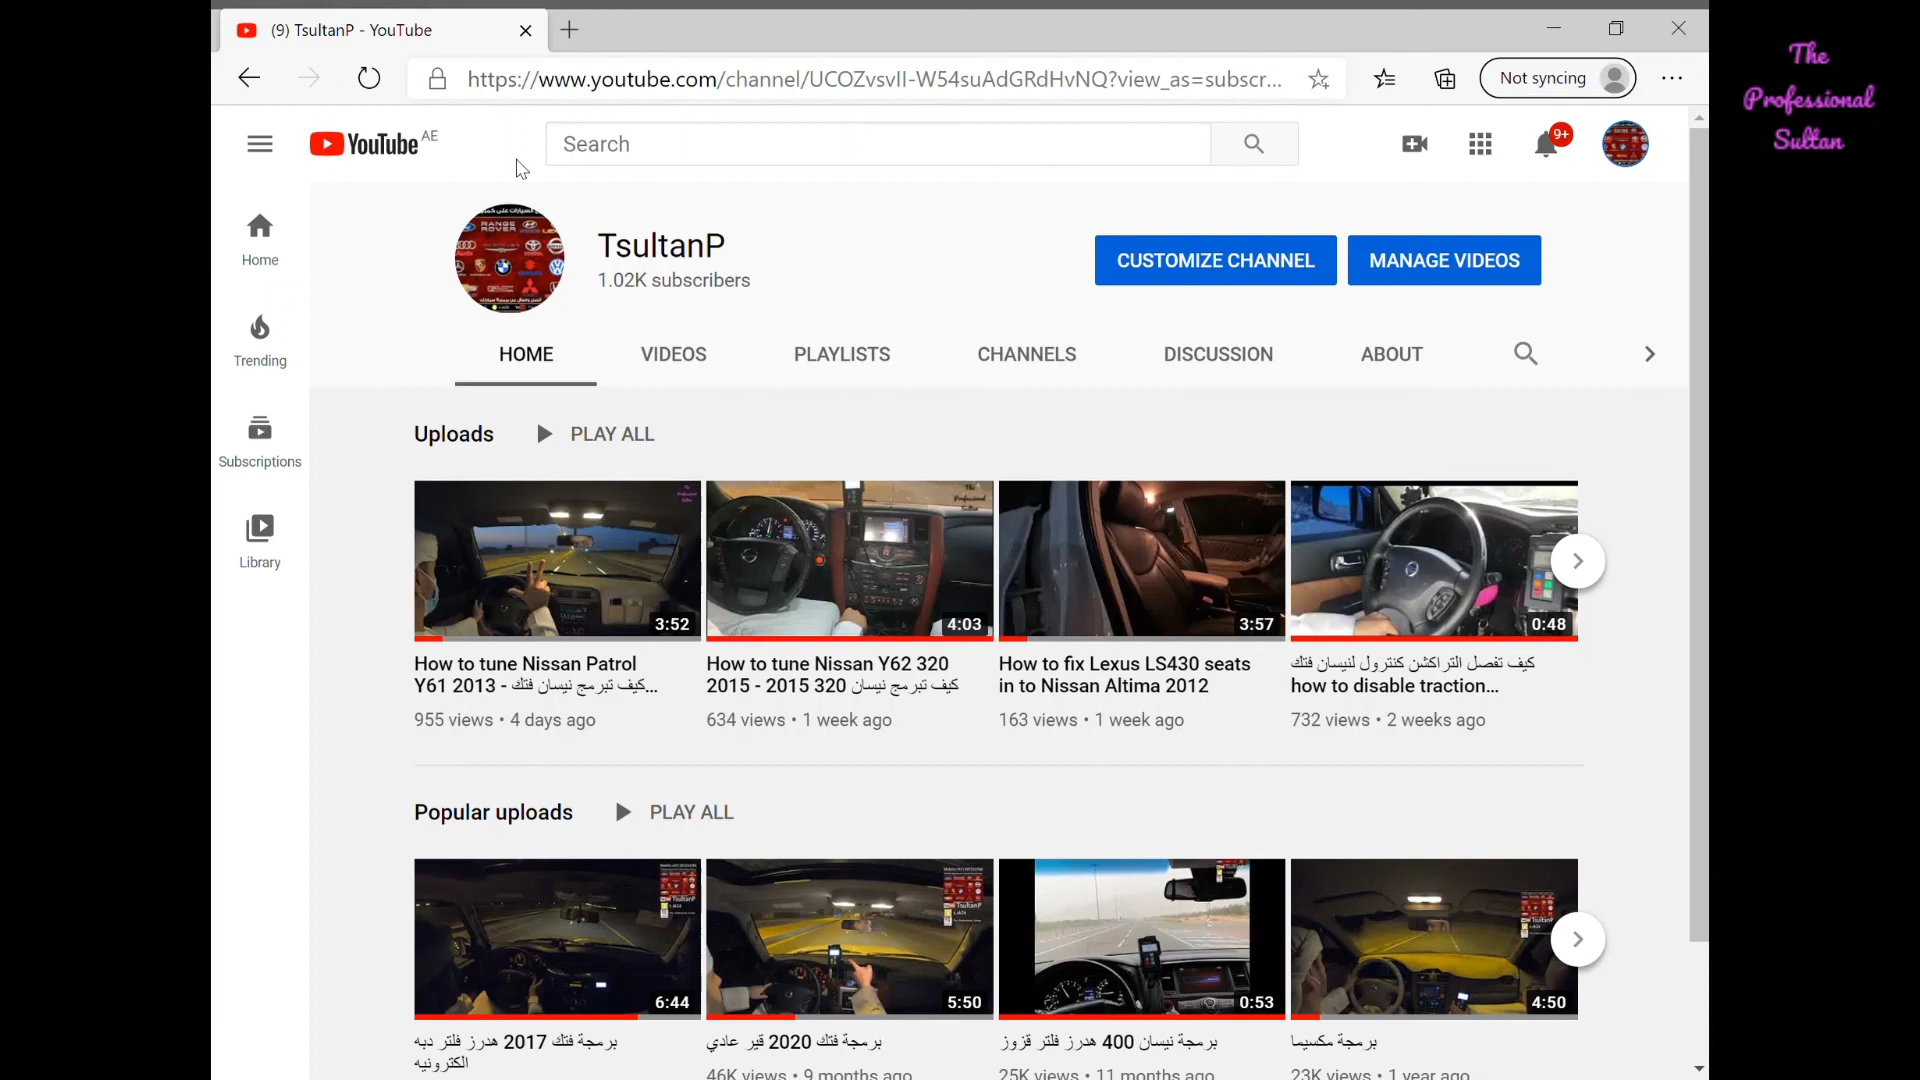 (9) TsultanP - YouTube
https://www.youtube.com/channel/UCOZvsvII-W54suAdGRdHvNQ?view_as=subscr...
Not syncing
The
Professional
Sultan
YouTube AE
Search
9+
TsultanP
1.02K subscribers
CUSTOMIZE CHANNEL
MANAGE VIDEOS
Home
Trending
Subscriptions
Library
HOME
VIDEOS
PLAYLISTS
CHANNELS
DISCUSSION
ABOUT
Uploads
PLAY ALL
3:52
4:03
3:57
0:48
How to tune Nissan Patrol
Y61 2013 - كيف تبرمج نيسان فتك...
955 views • 4 days ago
How to tune Nissan Y62 320
2015 - 2015 320 كيف تبرمج نيسان
634 views • 1 week ago
How to fix Lexus LS430 seats
in to Nissan Altima 2012
163 views • 1 week ago
كيف تفصل التراكشن كنترول لنيسان فتك
how to disable traction...
732 views • 2 weeks ago
Popular uploads
PLAY ALL
6:44
5:50
0:53
4:50
برمجة فتك 2017 هدرز فلتر دبه
الكترونيه
برمجة فتك 2020 قير عادي
46K views • 9 months ago
برمجة نيسان 400 هدرز فلتر قزوز
25K views • 11 months ago
برمجة مكسيما
23K views • 1 year ago